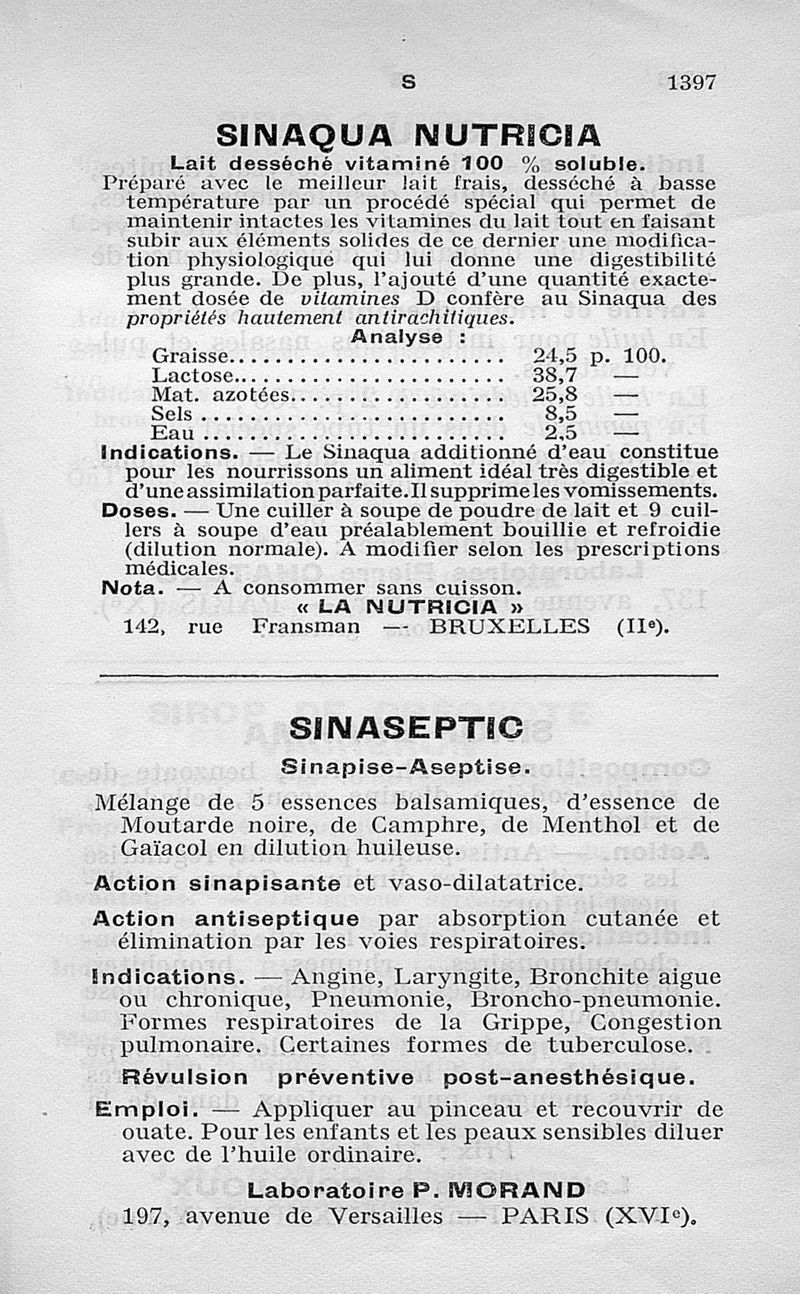 S 1397
SINAQUA NUTRICIA
Lait desséché vitaminé 100 % soluble.
Préparé avec le meilleur lait frais, desséché à basse
température par un procédé spécial qui permet de
maintenir intactes les vitamines du lait tout en faisant
subir aux éléments solides de ce dernier une modifica-
tion physiologique qui lui donne une digestibilité
plus grande. De plus, l'ajouté d'une quantité exacte-
ment dosée de vitamines D confère au Sinaqua des
propriétés hautement antirachitiques.
Analyse :
Graisse........................ 24,5 p. 100.
Lactose........................ 38,7 —
Mat. azotées................... 25,8 —
Sels ........................... 8,5 —
Eau ........................... 2,5 —
Indications. — Le Sinaqua additionné d'eau constitue
pour les nourrissons un aliment idéal très digestible et
d'une assimilation parfaite. Il supprime les vomissements.
Doses. — Une cuiller à soupe de poudre de lait et 9 cuil-
lers à soupe d'eau préalablement bouillie et refroidie
(dilution normale). A modifier selon les prescriptions
médicales.
Nota. — A consommer sans cuisson.
« LA NUTRICIA »
142, rue Fransman — BRUXELLES (IIe).
SINASEPTIC
Sinapise-Aseptise.
Mélange de 5 essences balsamiques, d'essence de
Moutarde noire, de Camphre, de Menthol et de
Gaïacol en dilution huileuse.
Action sinapisante et vaso-dilatatrice.
Action antiseptique par absorption cutanée et
élimination par les voies respiratoires.
Indications. — Angine, Laryngite, Bronchite aigue
ou chronique, Pneumonie, Broncho-pneumonie.
Formes respiratoires de la Grippe, Congestion
pulmonaire. Certaines formes de tuberculose.
Révulsion préventive post-anesthésique.
Emploi. — Appliquer au pinceau et recouvrir de
ouate. Pour les enfants et les peaux sensibles diluer
avec de l'huile ordinaire.
Laboratoire P. MORAND
197, avenue de Versailles — PARIS (XVIe).